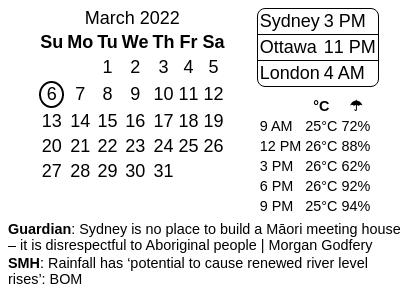 March 2022
Su Mo Tu We Th Fr Sa
1 2 3 4 5
6 7 8 9 10 11 12
13 14 15 16 17 18 19
20 21 22 23 24 25 26
27 28 29 30 31
Sydney 3 PM
Ottawa 11 PM
London 4 AM
°C ☂
9 AM 25°C 72%
12 PM 26°C 88%
3 PM 26°C 62%
6 PM 26°C 92%
9 PM 25°C 94%
Guardian: Sydney is no place to build a Māori meeting house
– it is disrespectful to Aboriginal people | Morgan Godfery
SMH: Rainfall has ‘potential to cause renewed river level
rises’: BOM